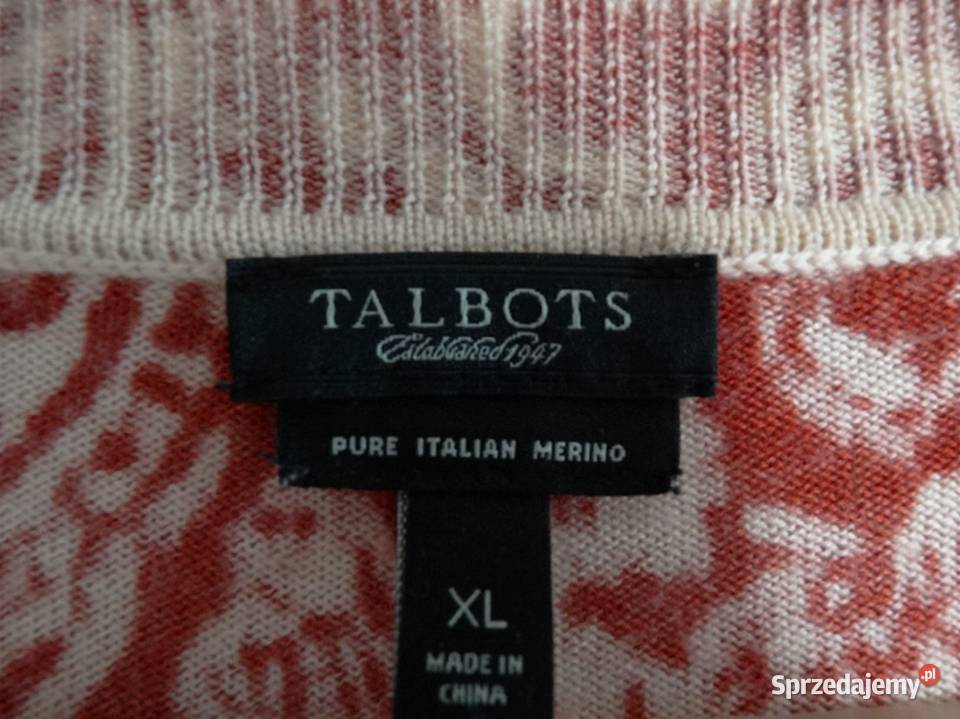 TALBOTS
Established 1947
PURE ITALIAN MERINO
XL
MADE IN
CHINA
Sprzedajemy.pl